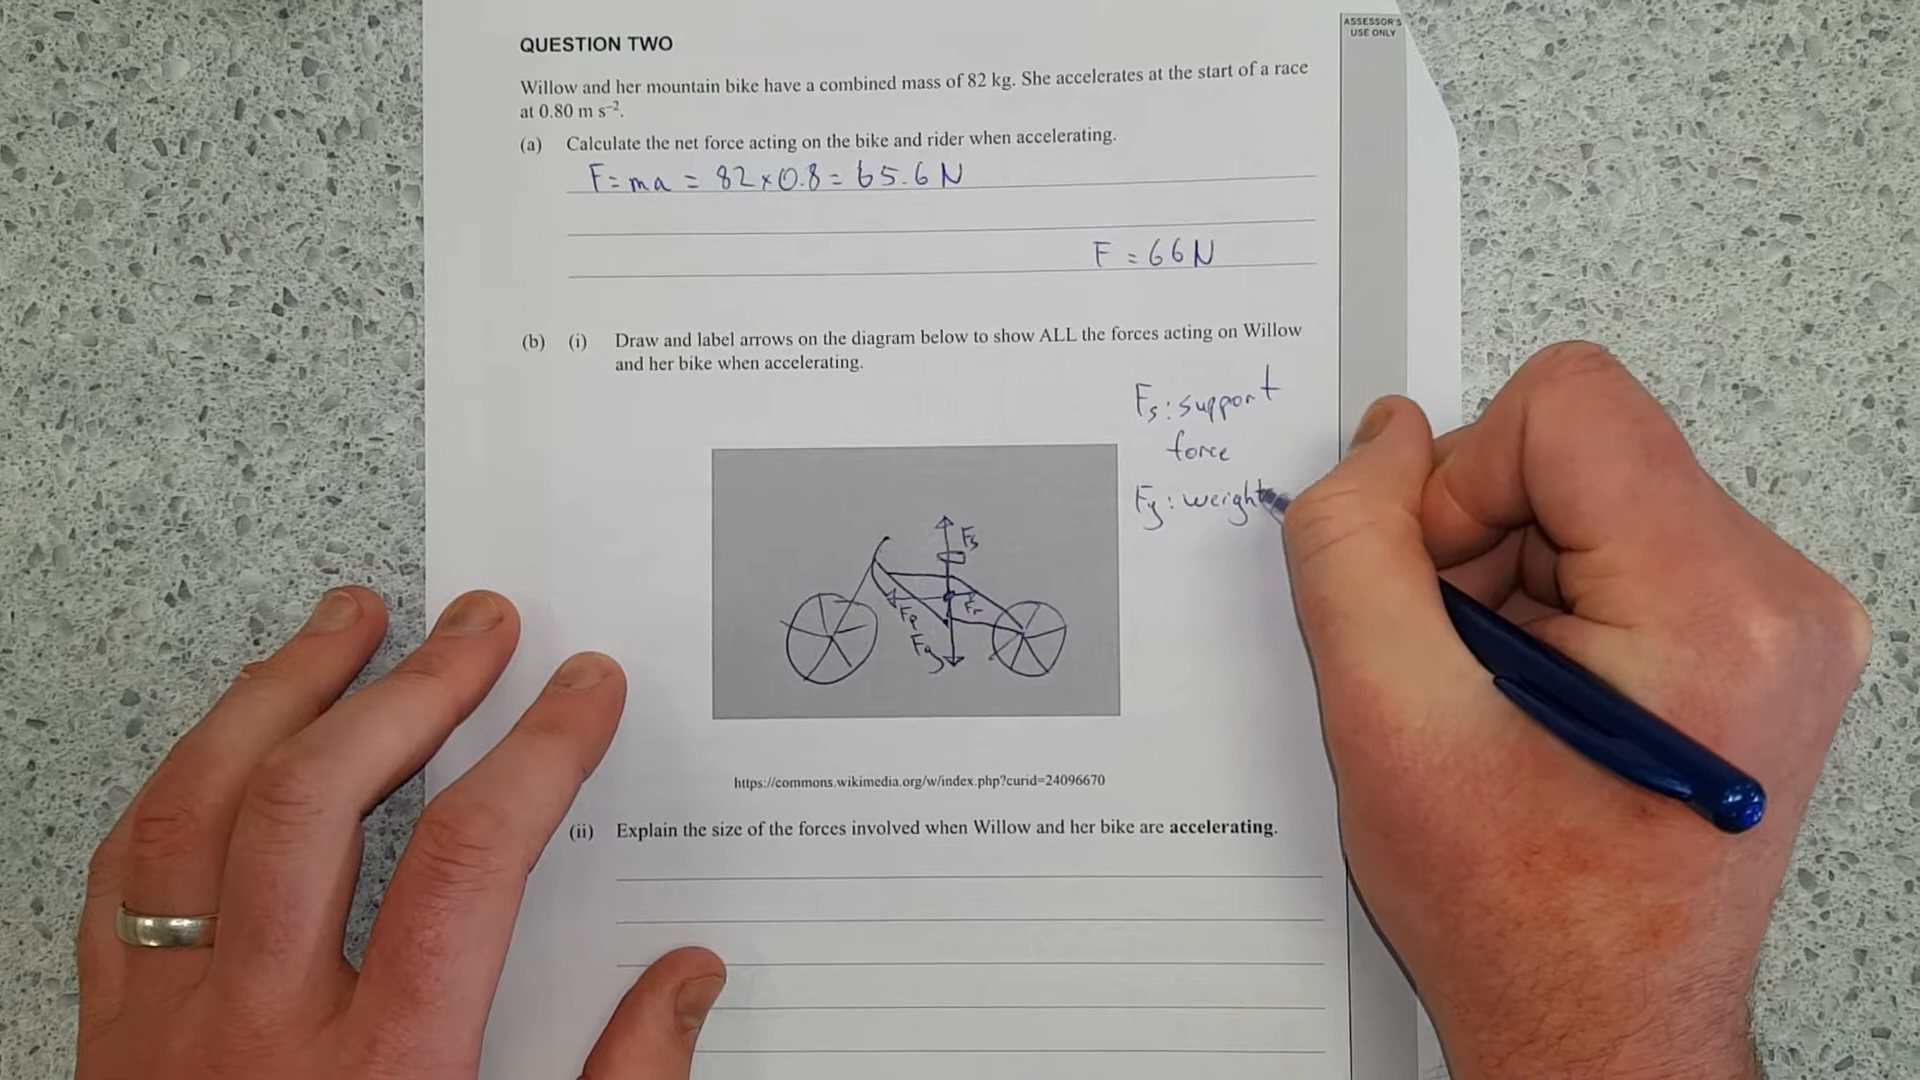 ASSESSOR'S
USE ONLY
QUESTION TWO
Willow and her mountain bike have a combined mass of 82 kg. She accelerates at the start of a race
at 0.80 m s⁻².
(a) Calculate the net force acting on the bike and rider when accelerating.
F = ma = 82 × 0.8 = 65.6 N
F = 66 N
(b) (i) Draw and label arrows on the diagram below to show ALL the forces acting on Willow
and her bike when accelerating.
Fs: support
force
Fg: weight
Fs
Fr
Fg
https://commons.wikimedia.org/w/index.php?curid=24096670
(ii) Explain the size of the forces involved when Willow and her bike are accelerating.